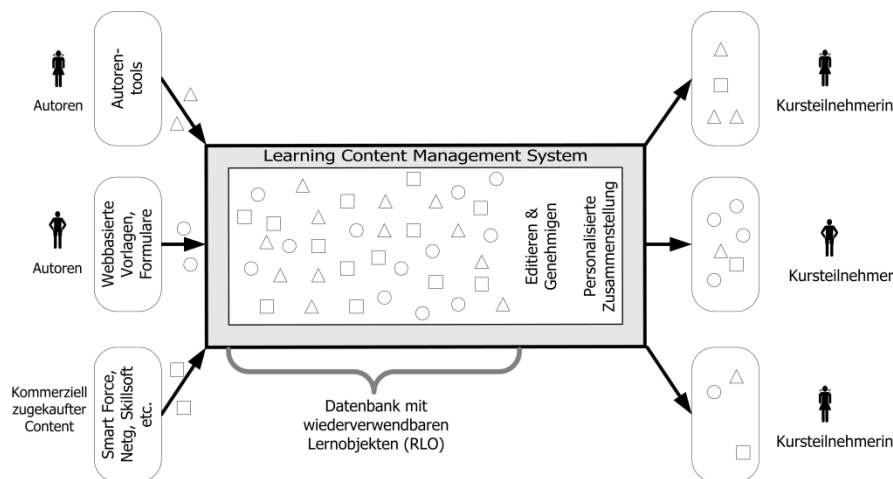 Autoren
Autoren-
tools
Autoren
Webbasierte
Vorlagen,
Formulare
Kommerziell
zugekaufter
Content
Smart Force,
Netg, Skillsoft
etc.
Learning Content Management System
Editieren &
Genehmigen
Personalisierte
Zusammenstellung
Datenbank mit
wiederverwendbaren
Lernobjekten (RLO)
Kursteilnehmerin
Kursteilnehmer
Kursteilnehmerin